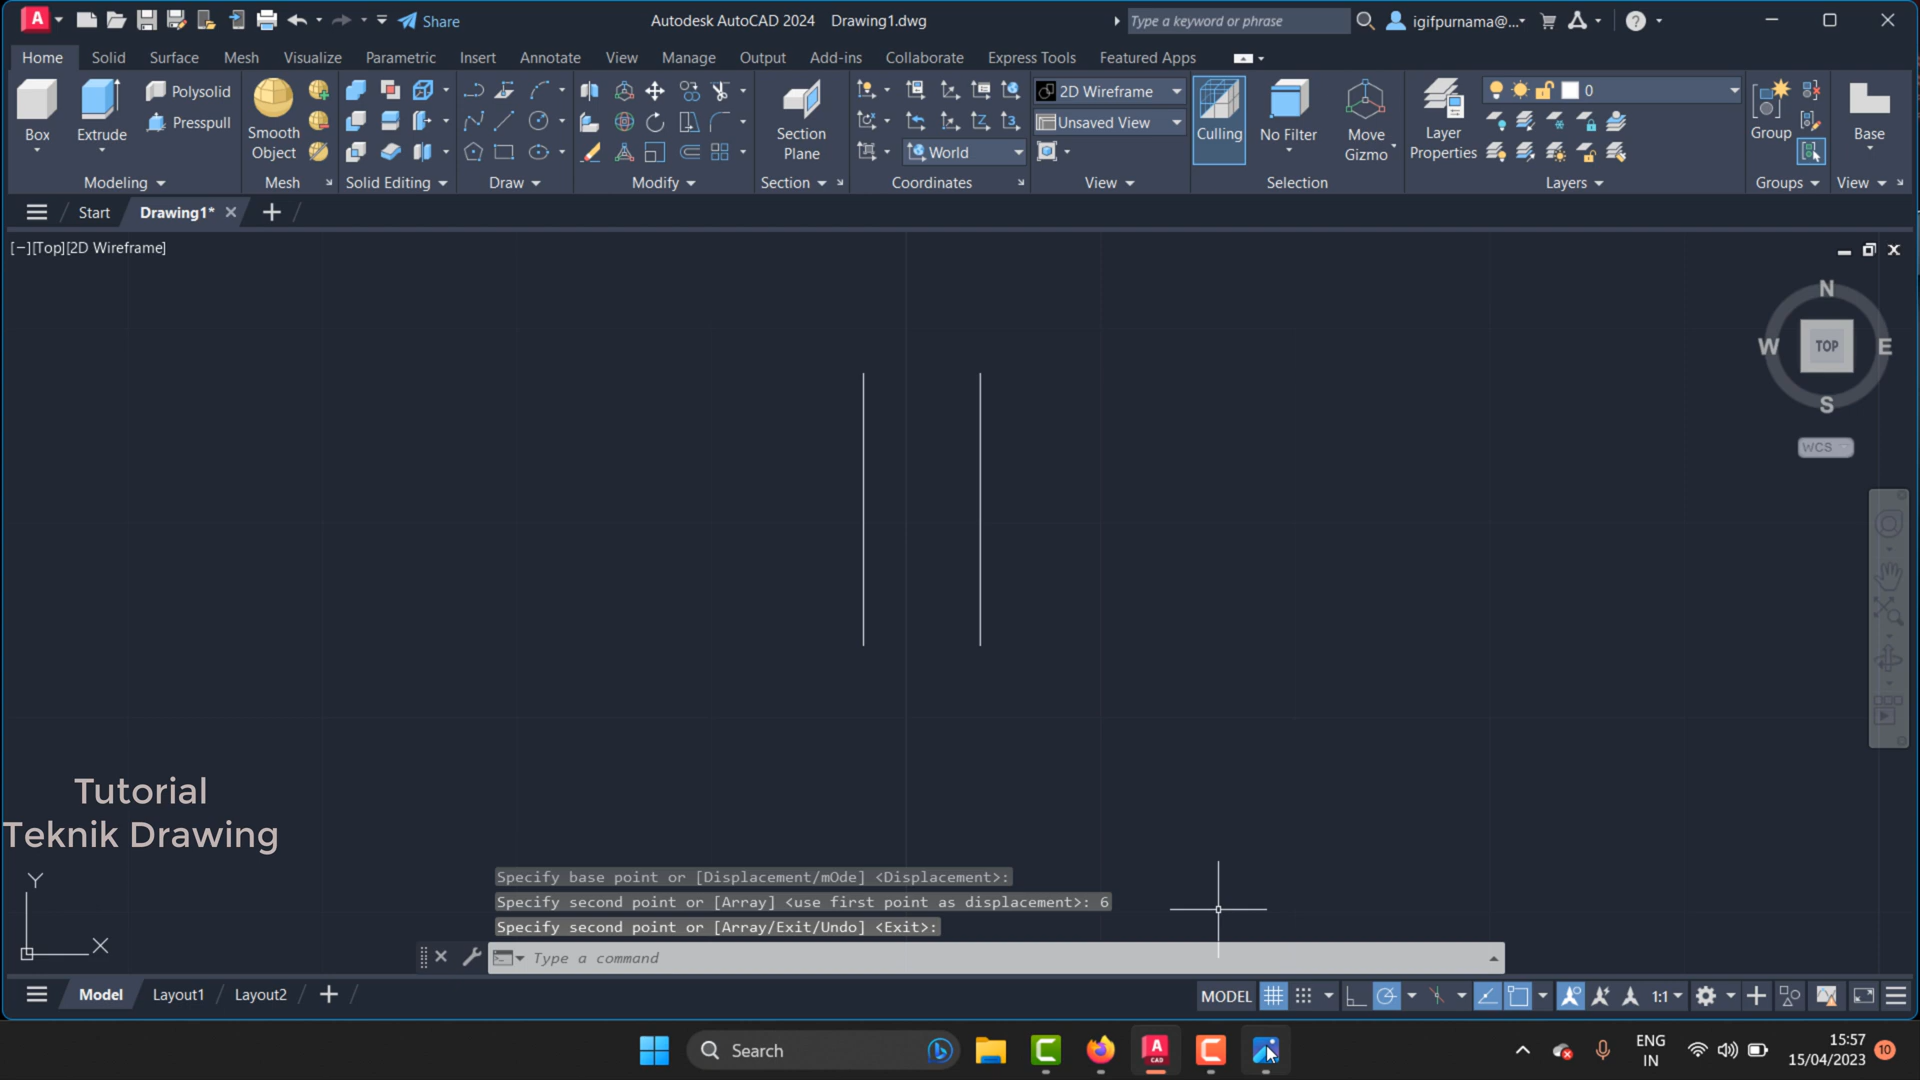 Share
Autodesk AutoCAD 2024 Drawing1.dwg
Type a keyword or phrase
igifpurnama@...
Home Solid Surface Mesh Visualize Parametric Insert Annotate View Manage Output Add-ins Collaborate Express Tools Featured Apps
Box
Extrude
Polysolid
Presspull
Modeling
Smooth
Object
Mesh
Solid Editing
Draw
Modify
Section
Plane
Section
World
Coordinates
2D Wireframe
Unsaved View
View
Culling
No Filter
Move
Gizmo
Selection
Layer
Properties
0
Layers
Group
Groups
Base
View
Start
Drawing1*
[−][Top][2D Wireframe]
N
W
TOP
E
S
WCS
Tutorial
Teknik Drawing
Y
X
Specify base point or [Displacement/mOde] <Displacement>:
Specify second point or [Array] <use first point as displacement>: 6
Specify second point or [Array/Exit/Undo] <Exit>:
Type a command
Model Layout1 Layout2
MODEL
1:1
Search
ENG
IN
15:57
15/04/2023
10